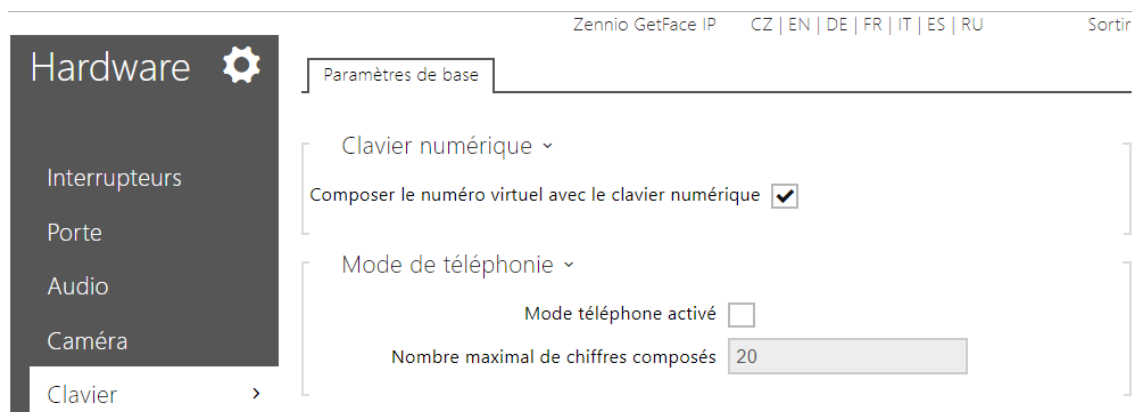 Zennio GetFace IP CZ | EN | DE | FR | IT | ES | RU Sortir
Hardware
Paramètres de base
Interrupteurs
Porte
Audio
Caméra
Clavier
Clavier numérique
Composer le numéro virtuel avec le clavier numérique
Mode de téléphonie
Mode téléphone activé
Nombre maximal de chiffres composés 20